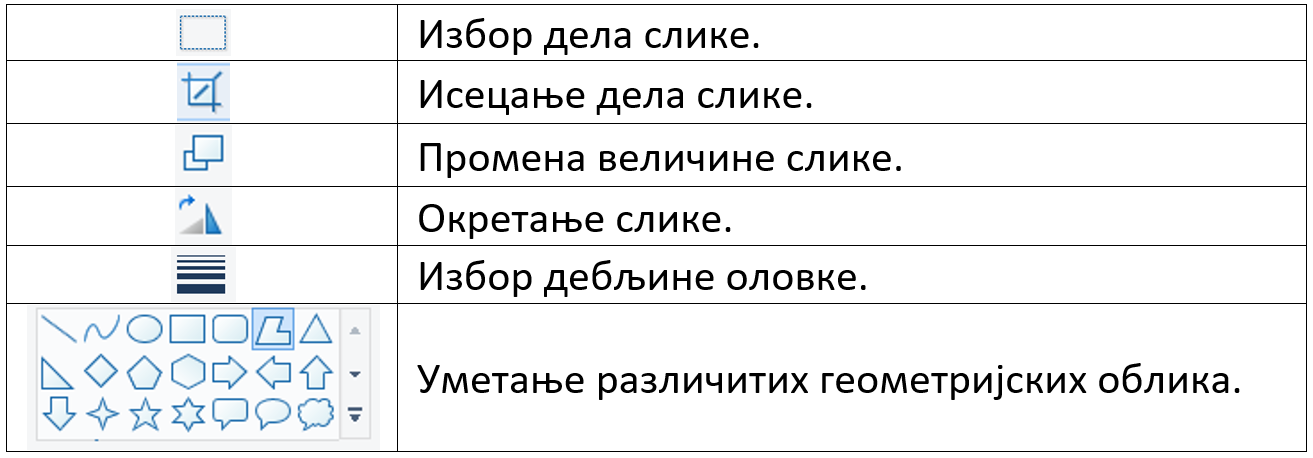 Избор дела слике.
Исецање дела слике.
Промена величине слике.
Окретање слике.
Избор дебљине оловке.
Уметање различитих геометријских облика.